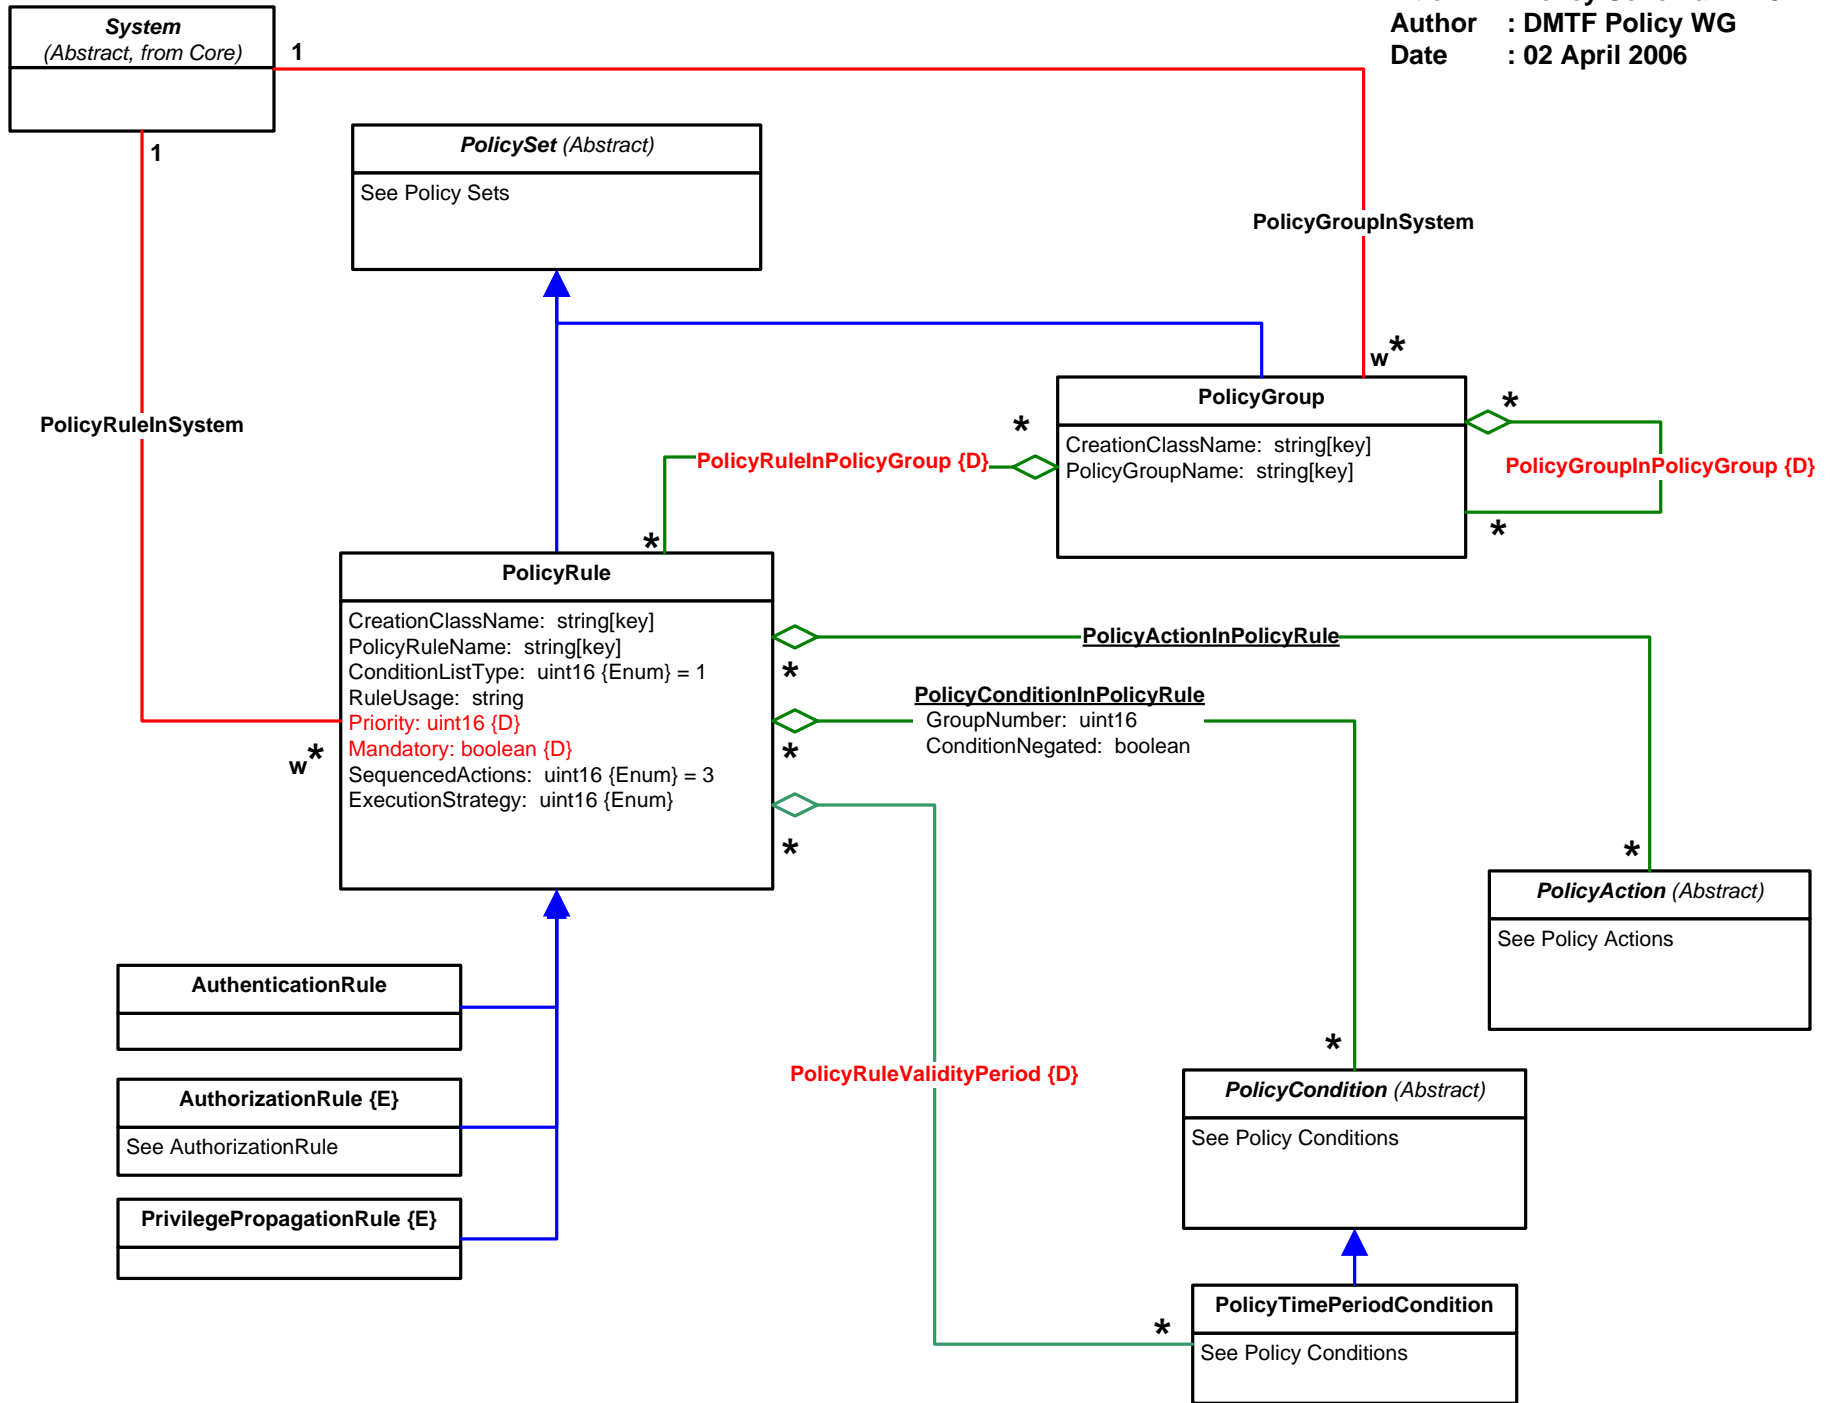 Author : DMTF Policy WG
Date : 02 April 2006
System
(Abstract, from Core)
1
1
PolicySet (Abstract)
See Policy Sets
PolicyGroupInSystem
w*
PolicyGroup
CreationClassName: string[key]
PolicyGroupName: string[key]
*
*
PolicyGroupInPolicyGroup {D}
*
PolicyRuleInPolicyGroup {D}
*
PolicyRuleInSystem
w*
PolicyRule
CreationClassName: string[key]
PolicyRuleName: string[key]
ConditionListType: uint16 {Enum} = 1
RuleUsage: string
Priority: uint16 {D}
Mandatory: boolean {D}
SequencedActions: uint16 {Enum} = 3
ExecutionStrategy: uint16 {Enum}
PolicyActionInPolicyRule
*
PolicyConditionInPolicyRule
GroupNumber: uint16
ConditionNegated: boolean
*
*
*
PolicyAction (Abstract)
See Policy Actions
AuthenticationRule
AuthorizationRule {E}
See AuthorizationRule
PrivilegePropagationRule {E}
PolicyRuleValidityPeriod {D}
*
PolicyCondition (Abstract)
See Policy Conditions
*
PolicyTimePeriodCondition
See Policy Conditions